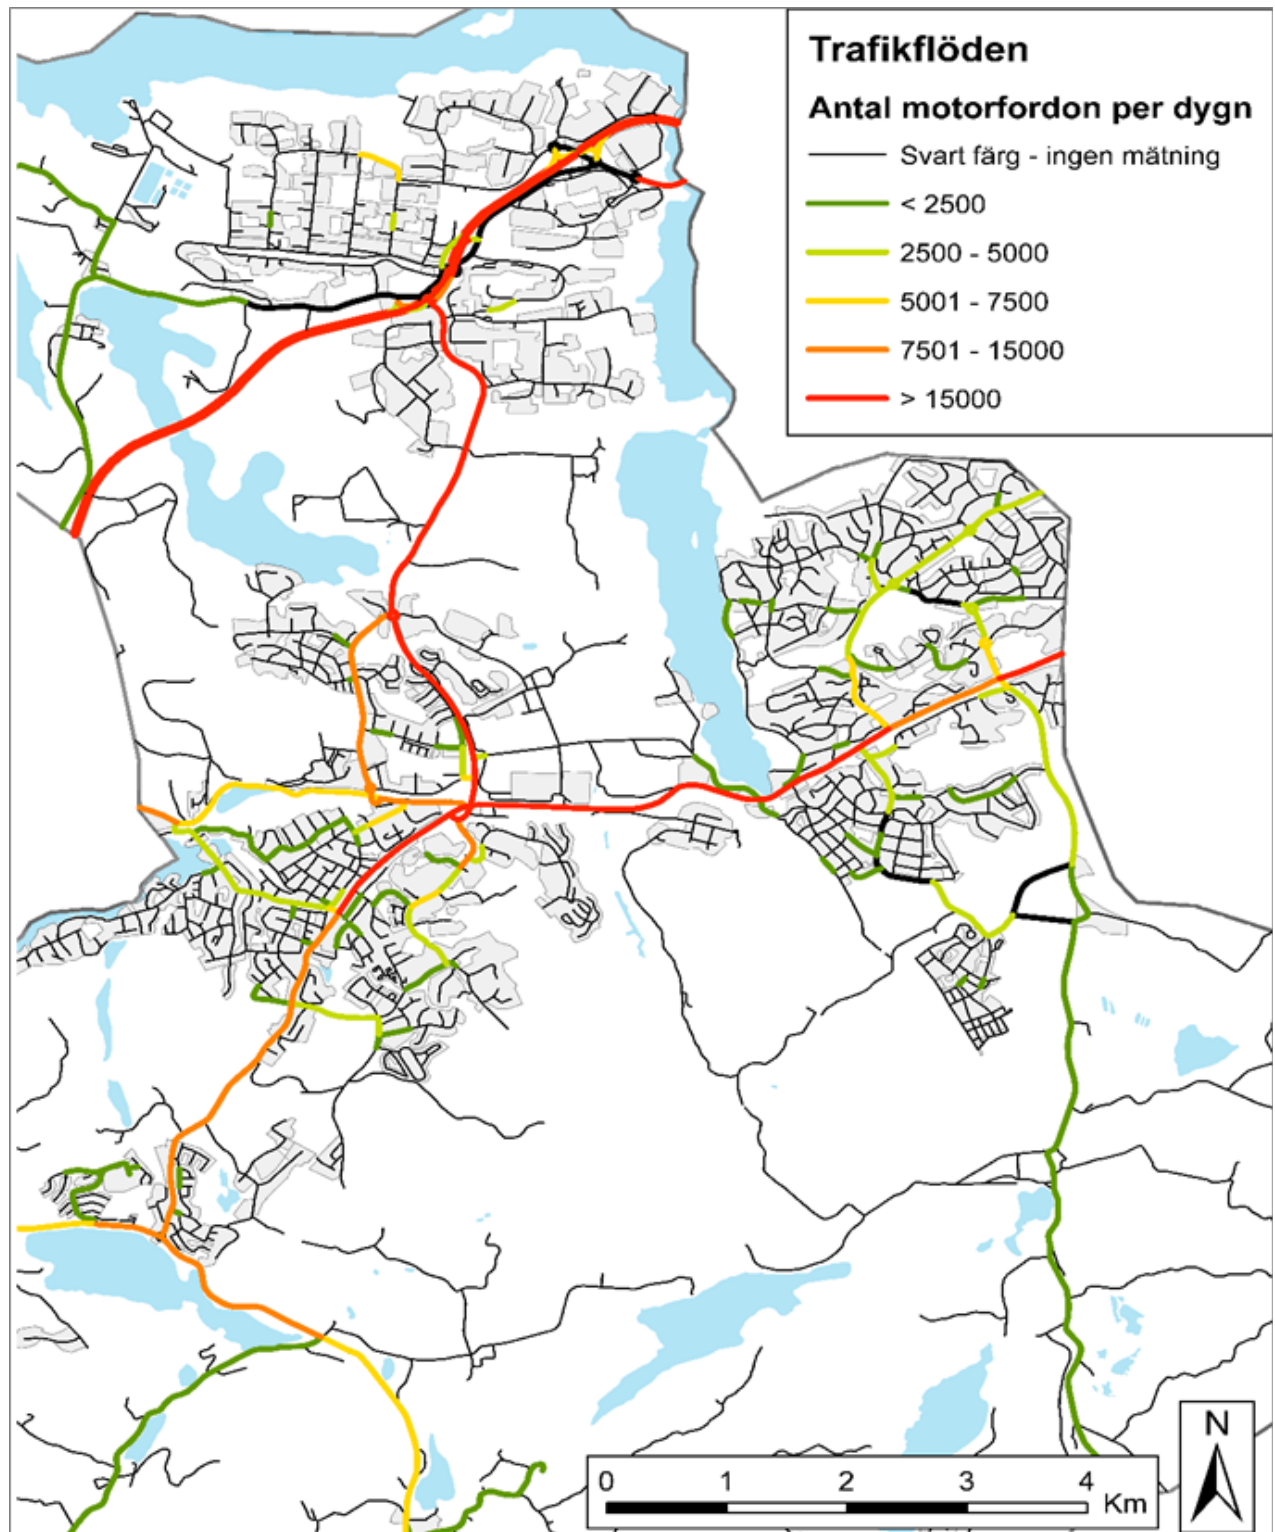 Trafikflöden
Antal motorfordon per dygn
Svart färg - ingen mätning
< 2500
2500 - 5000
5001 - 7500
7501 - 15000
> 15000
N
0 1 2 3 4
Km